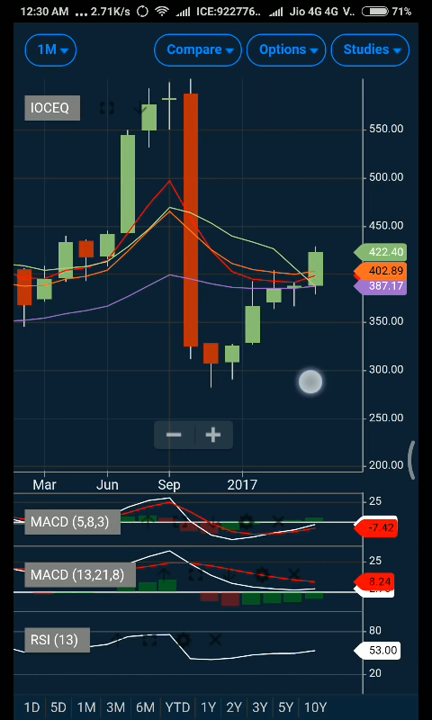 12:30 AM ... 2.71K/s ICE:922776.. Jio 4G 4G V.. 71%
1M Compare Options Studies
IOCEQ
550.00
500.00
450.00
422.40
402.89
387.17
350.00
300.00
250.00
200.00
Mar Jun Sep 2017
25
MACD (5,8,3)
-7.42
25
MACD (13,21,8)
8.24
80
RSI (13)
53.00
20
1D 5D 1M 3M 6M YTD 1Y 2Y 3Y 5Y 10Y